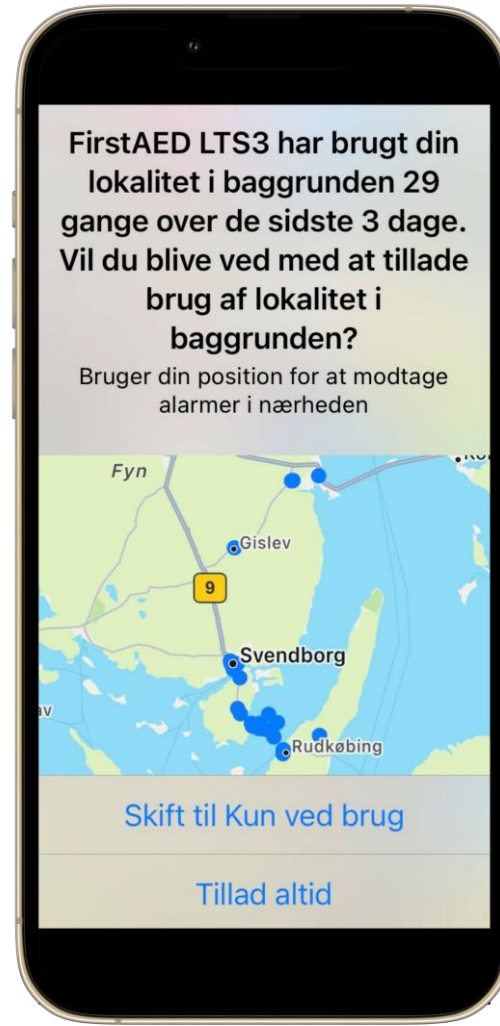 FirstAED LTS3 har brugt din
lokalitet i baggrunden 29
gange over de sidste 3 dage.
Vil du blive ved med at tillade
brug af lokalitet i
baggrunden?
Bruger din position for at modtage
alarmer i nærheden
Fyn
Gislev
9
Svendborg
Rudkøbing
Skift til Kun ved brug
Tillad altid